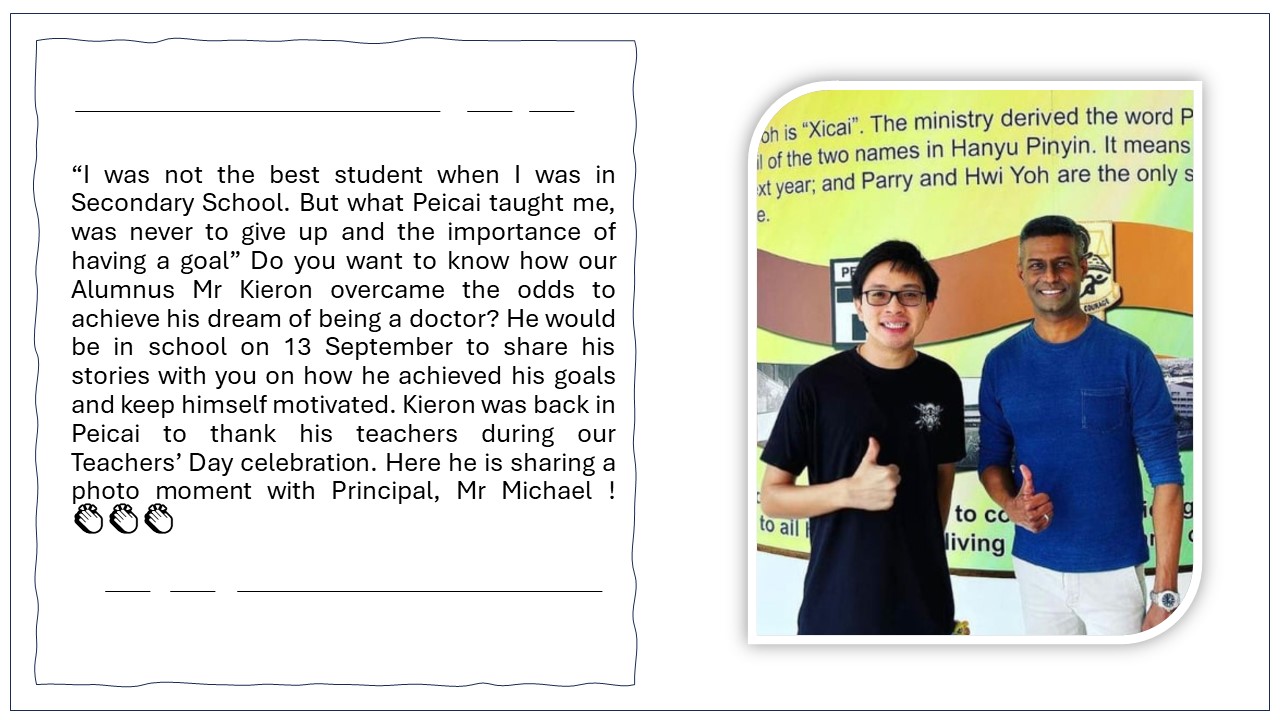 “I was not the best student when I was in
Secondary School. But what Peicai taught me,
was never to give up and the importance of
having a goal” Do you want to know how our
Alumnus Mr Kieron overcame the odds to
achieve his dream of being a doctor? He would
be in school on 13 September to share his
stories with you on how he achieved his goals
and keep himself motivated. Kieron was back in
Peicai to thank his teachers during our
Teachers’ Day celebration. Here he is sharing a
photo moment with Principal, Mr Michael !
👏👏👏
oh is “Xicai”. The ministry derived the word P
il of the two names in Hanyu Pinyin. It means
xt year; and Parry and Hwi Yoh are the only s
e.
PE
COURAGE
to co
to all
living